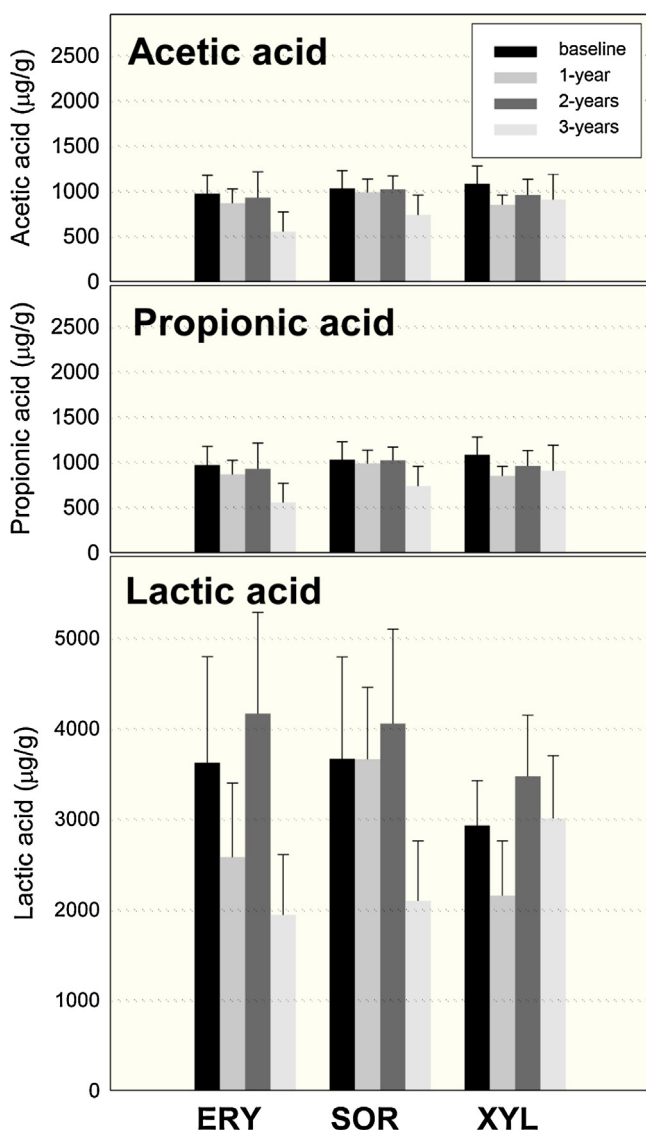 Acetic acid
baseline
1-year
2-years
3-years
Acetic acid (µg/g)
2500
2000
1500
1000
500
0
Propionic acid
Propionic acid (µg/g)
2500
2000
1500
1000
500
0
Lactic acid
Lactic acid (µg/g)
5000
4000
3000
2000
1000
0
ERY SOR XYL